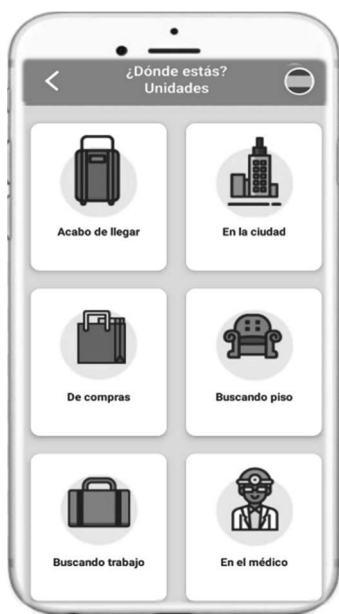 ¿Dónde estás?
Unidades
Acabo de llegar
En la ciudad
De compras
Buscando piso
Buscando trabajo
En el médico